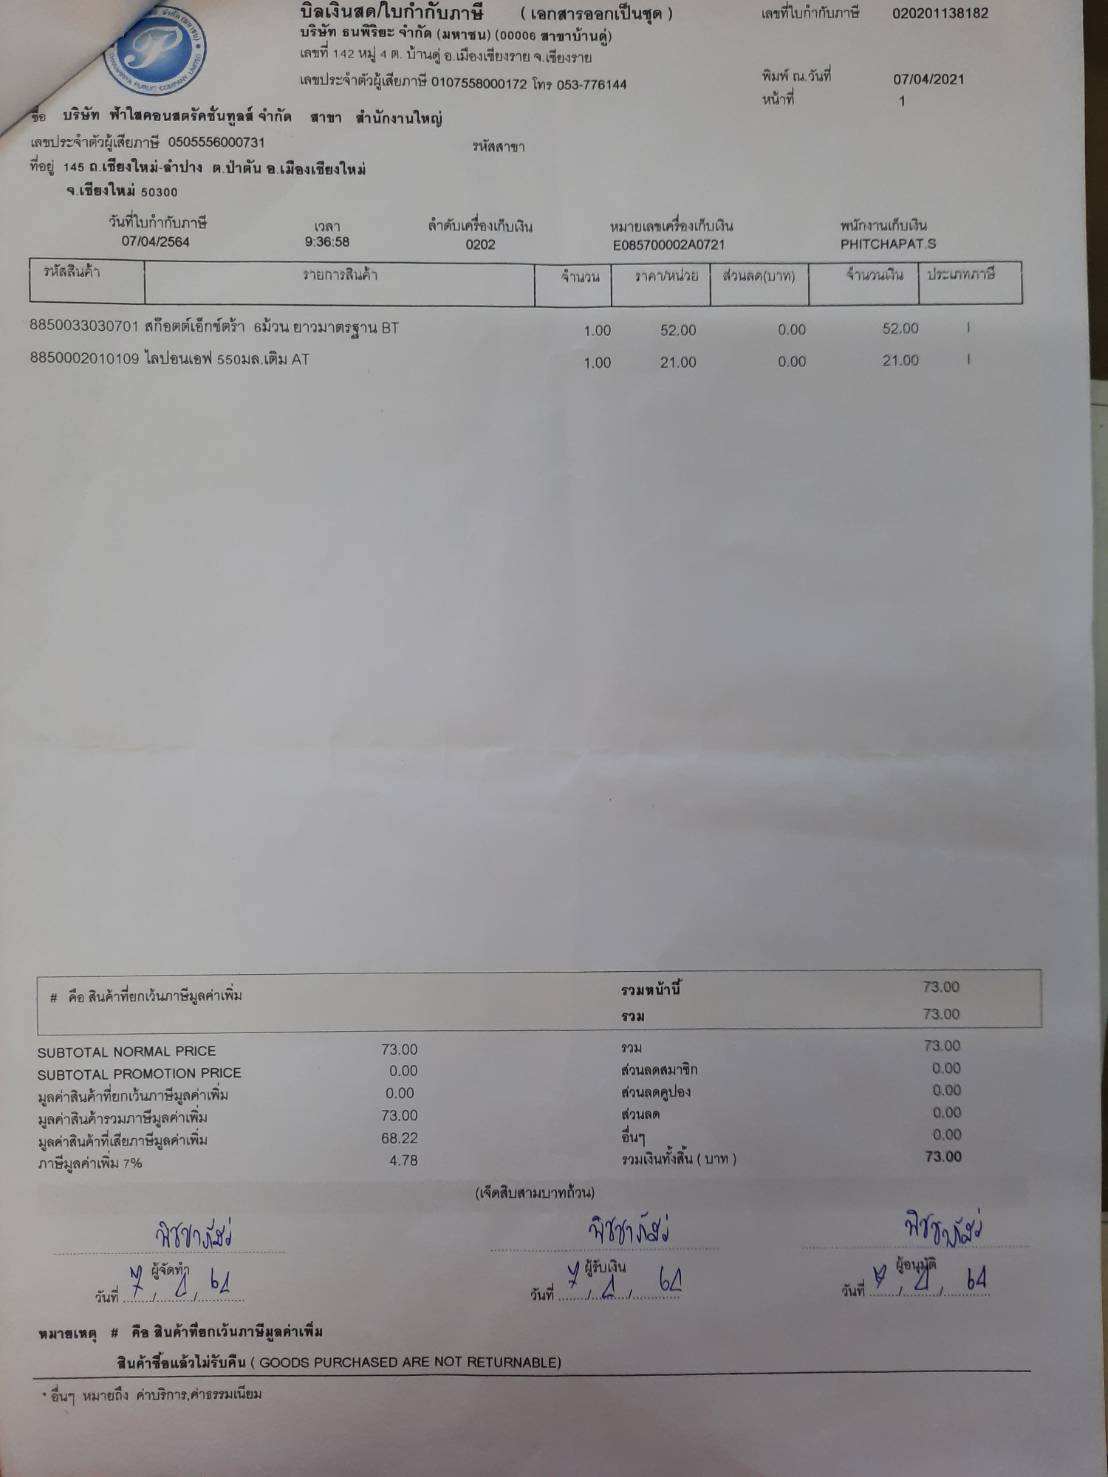 บิลเงินสด/ใบกำกับภาษี ( เอกสารออกเป็นชุด ) เลขที่ใบกำกับภาษี 020201138182
บริษัท ธนพิริยะ จำกัด (มหาชน) (00006 สาขาบ้านดู่)
เลขที่ 142 หมู่ 4 ต. บ้านดู่ อ.เมืองเชียงราย จ.เชียงราย
เลขประจำตัวผู้เสียภาษี 0107558000172 โทร 053-776144 พิมพ์ ณ.วันที่ 07/04/2021
หน้าที่ 1
ชื่อ บริษัท ฟ้าใสคอนสตรัคชั่นทูลส์ จำกัด สาขา สำนักงานใหญ่
เลขประจำตัวผู้เสียภาษี 0505556000731 รหัสสาขา
ที่อยู่ 145 ถ.เชียงใหม่-ลำปาง ต.ป่าตัน อ.เมืองเชียงใหม่
จ.เชียงใหม่ 50300
วันที่ใบกำกับภาษี เวลา ลำดับเครื่องเก็บเงิน หมายเลขเครื่องเก็บเงิน พนักงานเก็บเงิน
07/04/2564 9:36:58 0202 E085700002A0721 PHITCHAPAT.S
รหัสสินค้า รายการสินค้า จำนวน ราคา/หน่วย ส่วนลด(บาท) จำนวนเงิน ประเภทภาษี
8850033030701 สก๊อตต์เอ็กซ์ตร้า 6ม้วน ยาวมาตรฐาน BT 1.00 52.00 0.00 52.00 I
8850002010109 ไลปอนเอฟ 550มล.เติม AT 1.00 21.00 0.00 21.00 I
# คือ สินค้าที่ยกเว้นภาษีมูลค่าเพิ่ม รวมหน้านี้ 73.00
รวม 73.00
SUBTOTAL NORMAL PRICE 73.00 รวม 73.00
SUBTOTAL PROMOTION PRICE 0.00 ส่วนลดสมาชิก 0.00
มูลค่าสินค้าที่ยกเว้นภาษีมูลค่าเพิ่ม 0.00 ส่วนลดคูปอง 0.00
มูลค่าสินค้ารวมภาษีมูลค่าเพิ่ม 73.00 ส่วนลด 0.00
มูลค่าสินค้าที่เสียภาษีมูลค่าเพิ่ม 68.22 อื่นๆ 0.00
ภาษีมูลค่าเพิ่ม 7% 4.78 รวมเงินทั้งสิ้น ( บาท ) 73.00
(เจ็ดสิบสามบาทถ้วน)
ผู้จัดทำ ผู้รับเงิน ผู้อนุมัติ
วันที่ 7 / 4 / 64 วันที่ 7 / 4 / 64 วันที่ 7 / 4 / 64
หมายเหตุ # คือ สินค้าที่ยกเว้นภาษีมูลค่าเพิ่ม
สินค้าซื้อแล้วไม่รับคืน ( GOODS PURCHASED ARE NOT RETURNABLE)
* อื่นๆ หมายถึง ค่าบริการ,ค่าธรรมเนียม